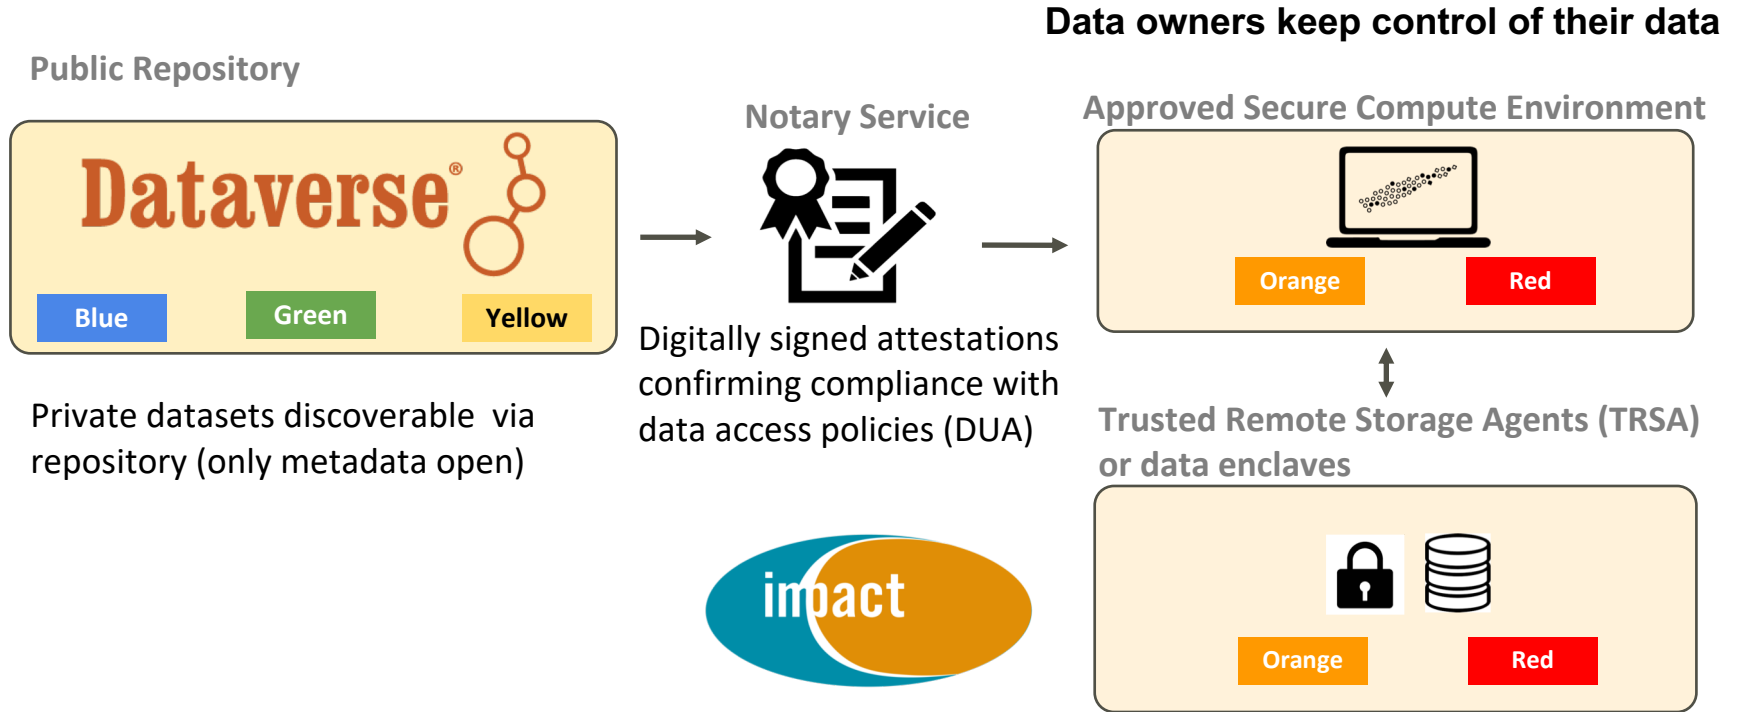 Data owners keep control of their data
Public Repository
Dataverse®
Blue
Green
Yellow
Private datasets discoverable via
repository (only metadata open)
Notary Service
Digitally signed attestations
confirming compliance with
data access policies (DUA)
impact
Approved Secure Compute Environment
Orange
Red
Trusted Remote Storage Agents (TRSA)
or data enclaves
Orange
Red